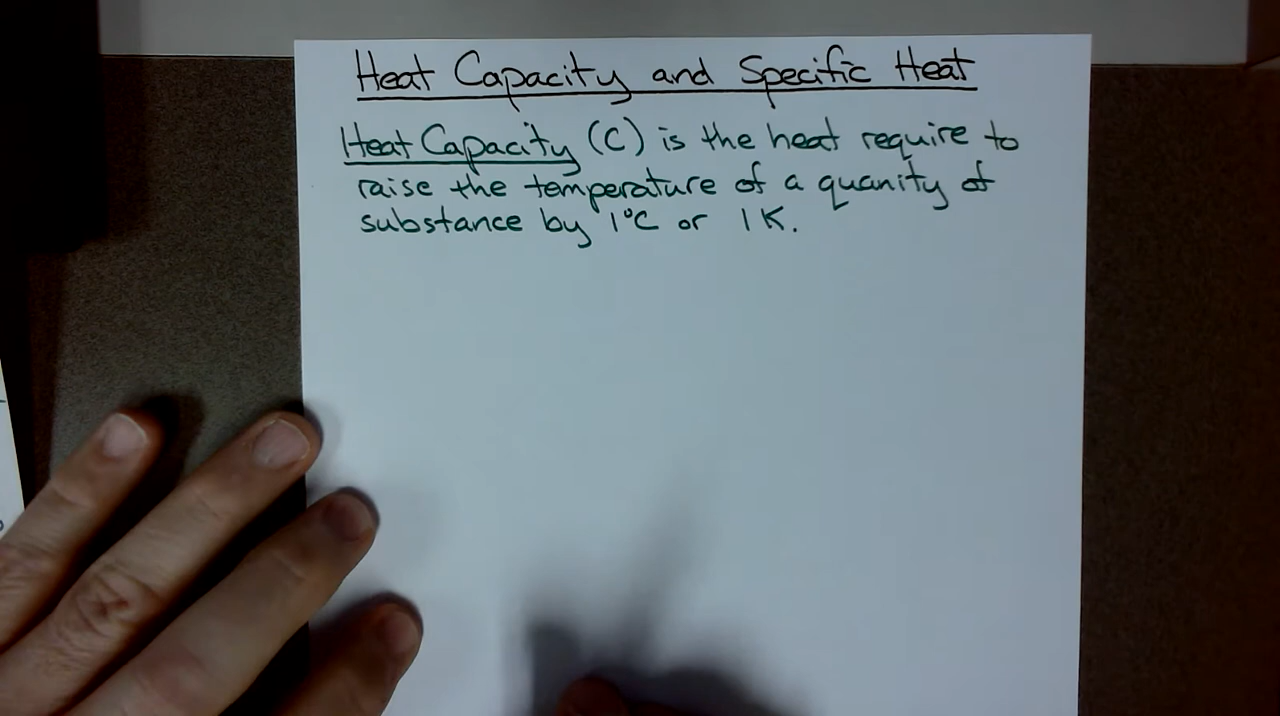 Heat Capacity and Specific Heat
Heat Capacity (C) is the heat require to
raise the temperature of a quanity of
substance by 1°C or 1 K.